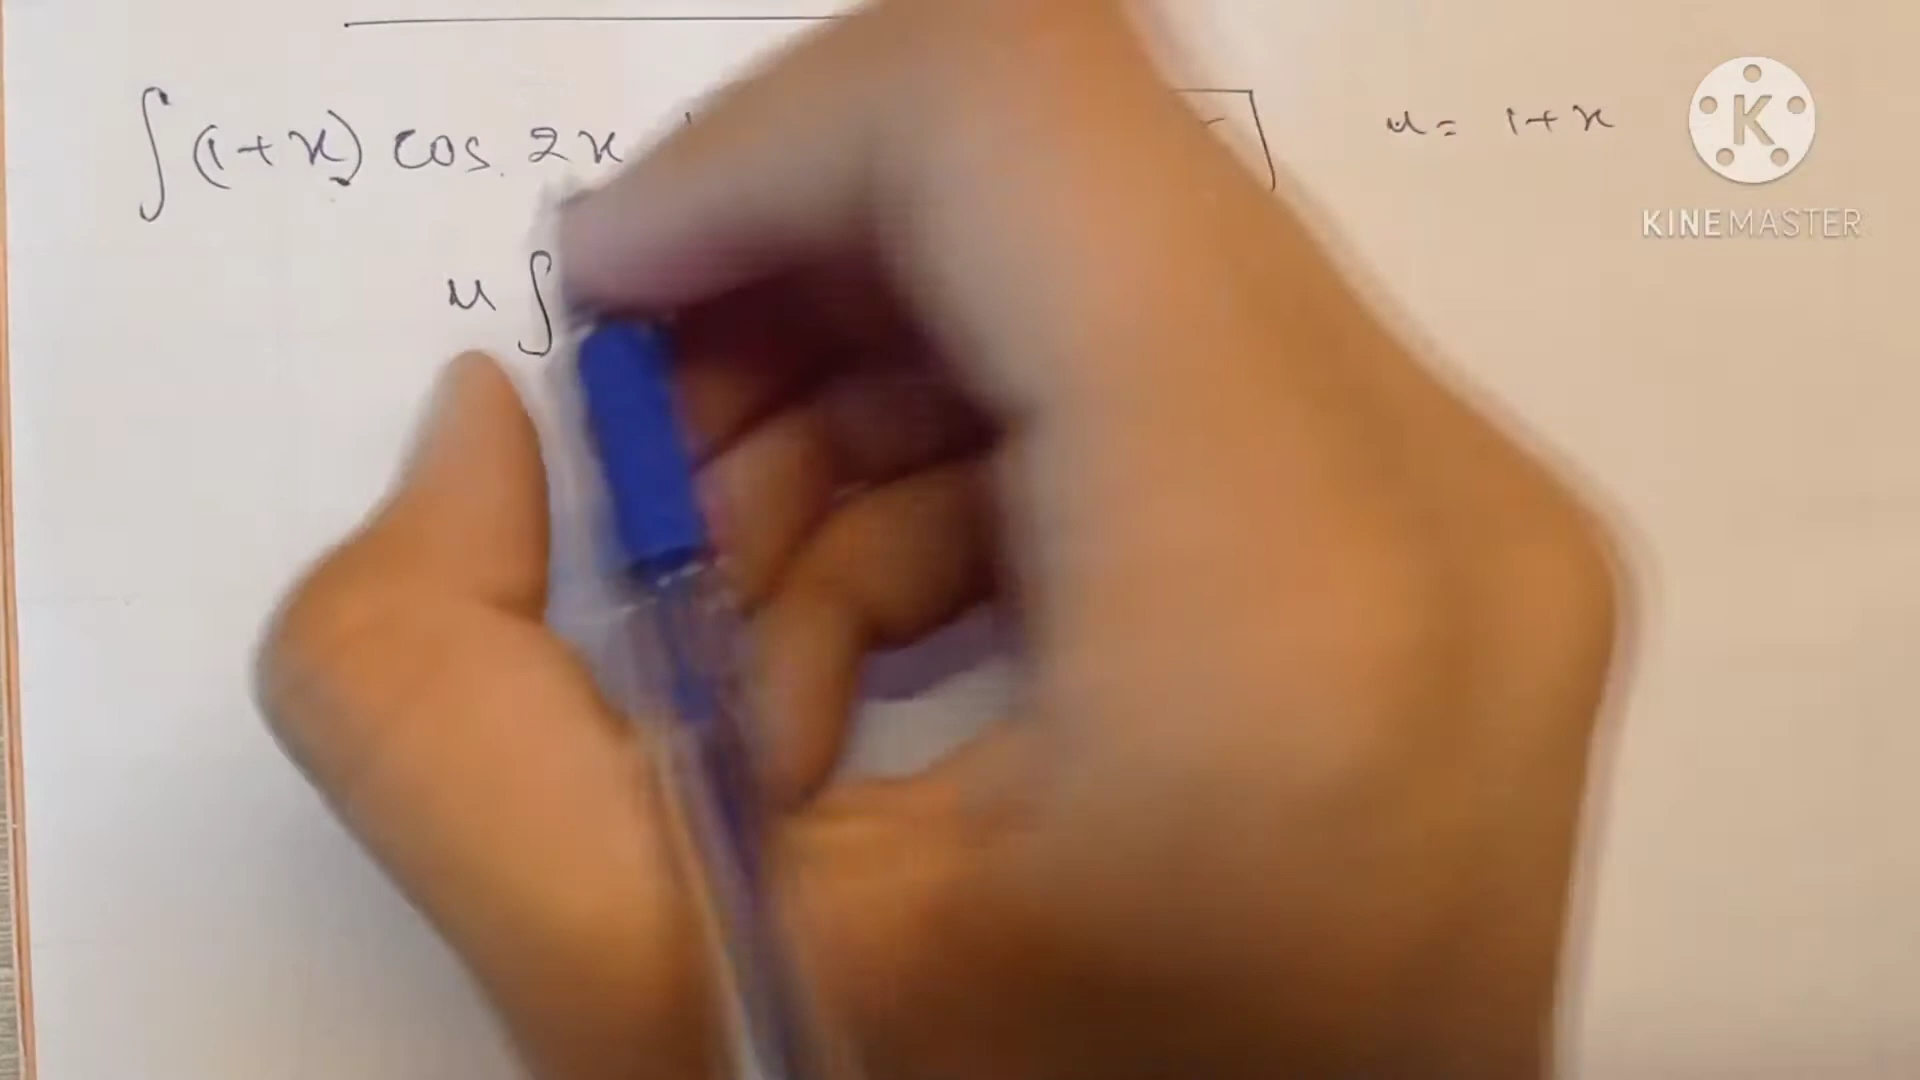 ∫(1+x) cos 2x
u = 1+x
u ∫
KINEMASTER